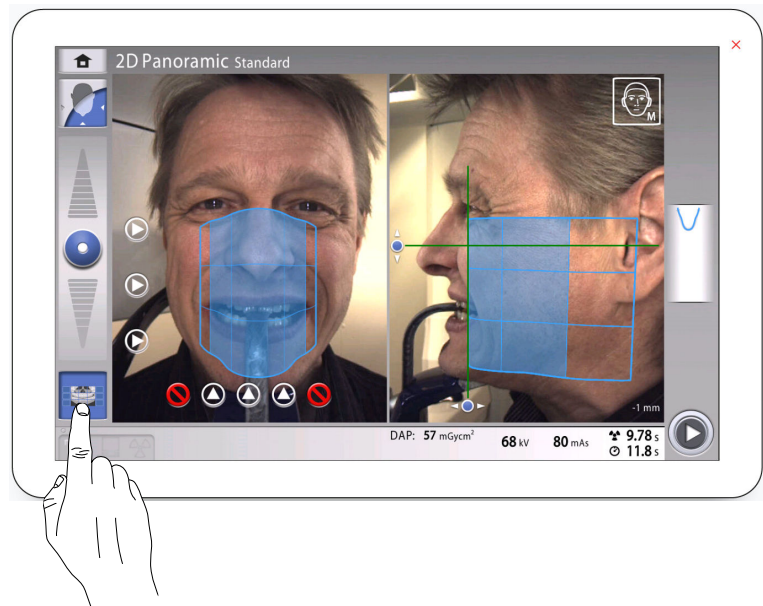 2D Panoramic Standard
M
-1 mm
DAP: 57 mGycm²
68 kV
80 mAs
9.78 s
11.8 s